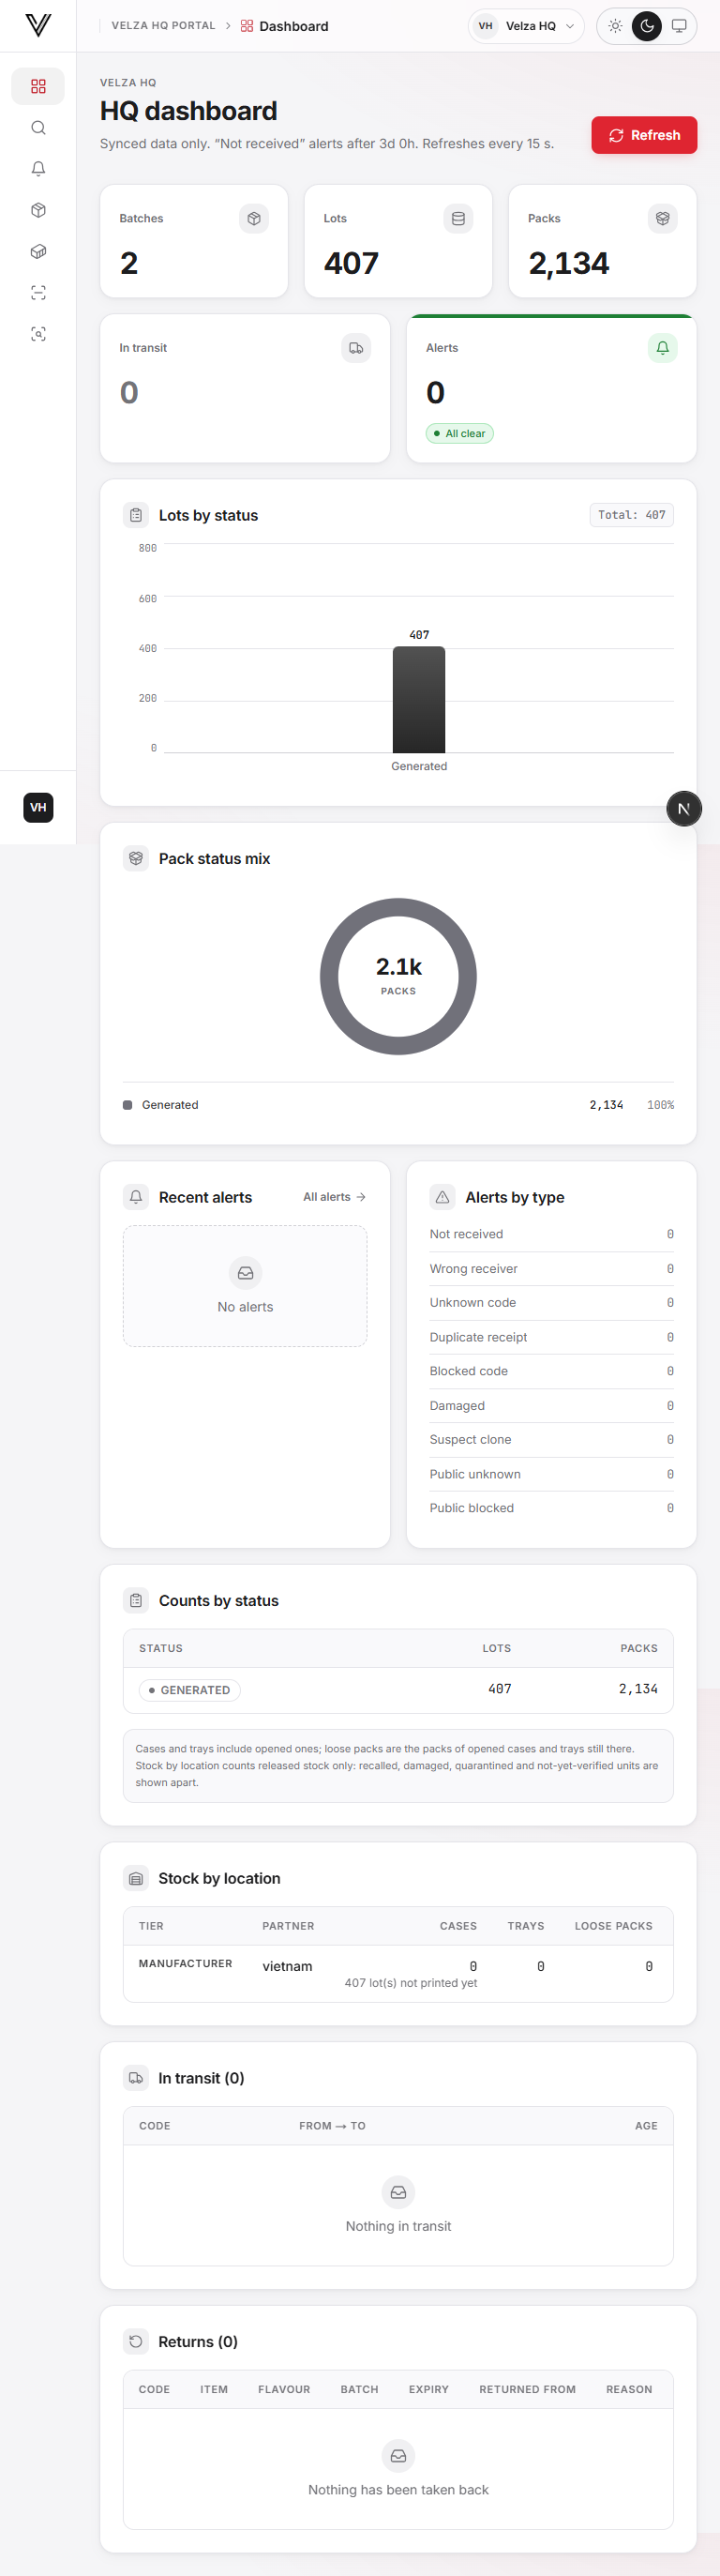 VELZA HQ PORTAL > Dashboard
VH Velza HQ
VELZA HQ
HQ dashboard
Synced data only. “Not received” alerts after 3d 0h. Refreshes every 15 s.
Refresh
Batches
2
Lots
407
Packs
2,134
In transit
0
Alerts
0
All clear
Lots by status
Total: 407
800
600
400
200
0
407
Generated
VH
N
Pack status mix
2.1k
PACKS
Generated 2,134 100%
Recent alerts
All alerts →
No alerts
Alerts by type
Not received 0
Wrong receiver 0
Unknown code 0
Duplicate receipt 0
Blocked code 0
Damaged 0
Suspect clone 0
Public unknown 0
Public blocked 0
Counts by status
STATUS LOTS PACKS
GENERATED 407 2,134
Cases and trays include opened ones; loose packs are the packs of opened cases and trays still there.
Stock by location counts released stock only: recalled, damaged, quarantined and not-yet-verified units are
shown apart.
Stock by location
TIER PARTNER CASES TRAYS LOOSE PACKS
MANUFACTURER vietnam 0 0 0
407 lot(s) not printed yet
In transit (0)
CODE FROM → TO AGE
Nothing in transit
Returns (0)
CODE ITEM FLAVOUR BATCH EXPIRY RETURNED FROM REASON
Nothing has been taken back